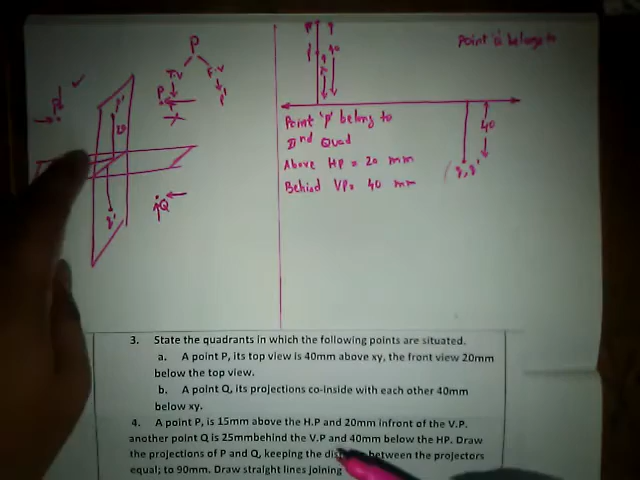 P
T.V F.V
P p'
p'
20
q'
Q
P
p' 40
20
Point 'a' belongs to
Point 'P' belong to
IInd Quad
Above HP = 20 mm
Behind VP = 40 mm
40
q, q'
3. State the quadrants in which the following points are situated.
a. A point P, its top view is 40mm above xy, the front view 20mm
below the top view.
b. A point Q, its projections co-inside with each other 40mm
below xy.
4. A point P, is 15mm above the H.P and 20mm infront of the V.P.
another point Q is 25mmbehind the V.P and 40mm below the HP. Draw
the projections of P and Q, keeping the between the projectors
equal; to 90mm. Draw straight lines joining